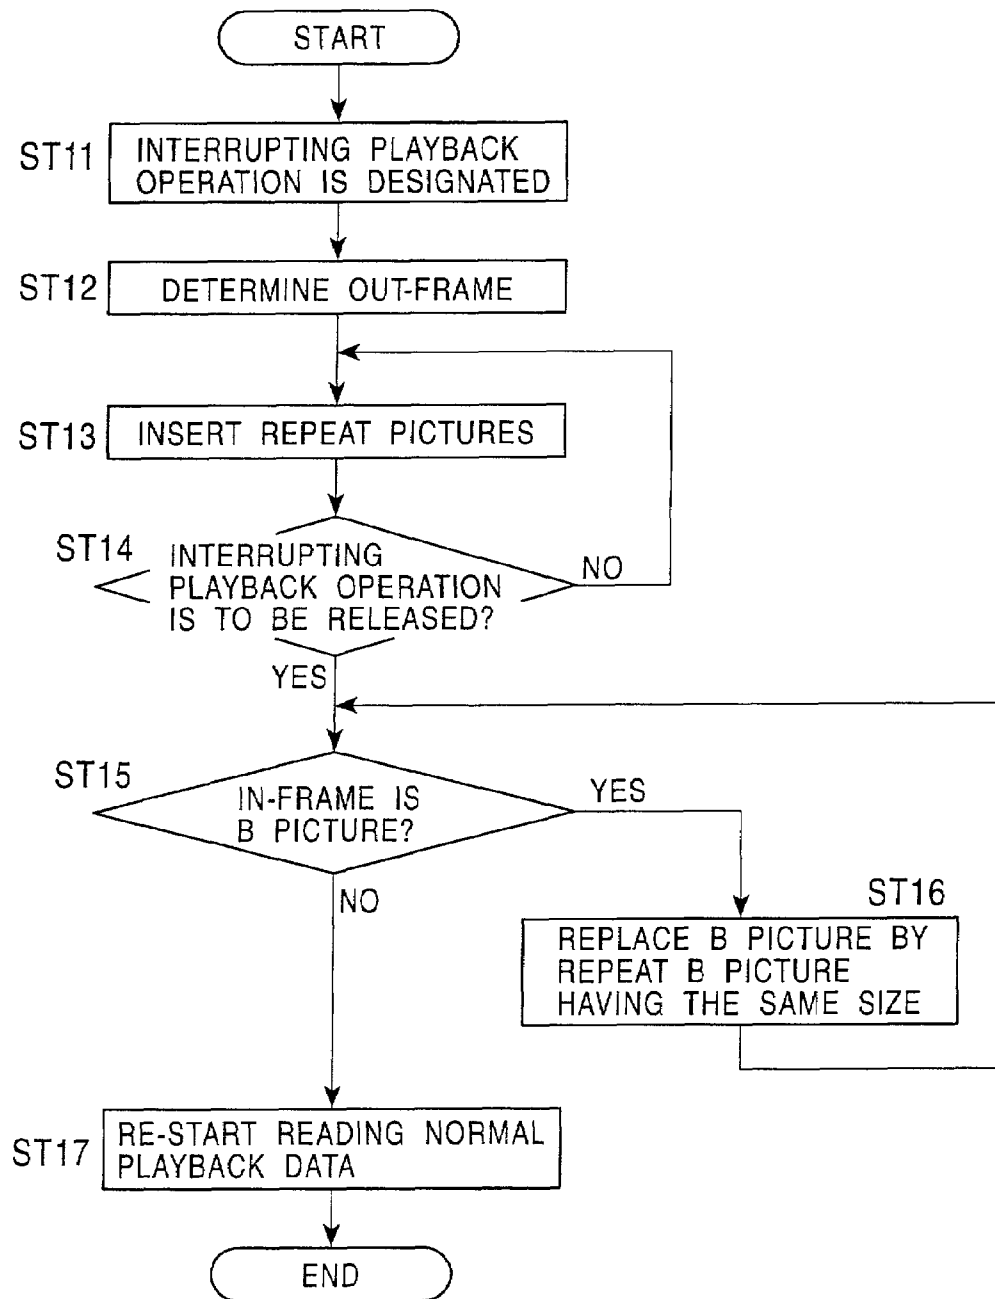 START
ST11
INTERRUPTING PLAYBACK
OPERATION IS DESIGNATED
ST12
DETERMINE OUT-FRAME
ST13
INSERT REPEAT PICTURES
ST14
INTERRUPTING
PLAYBACK OPERATION
IS TO BE RELEASED?
NO
YES
ST15
IN-FRAME IS
B PICTURE?
YES
NO
ST16
REPLACE B PICTURE BY
REPEAT B PICTURE
HAVING THE SAME SIZE
ST17
RE-START READING NORMAL
PLAYBACK DATA
END